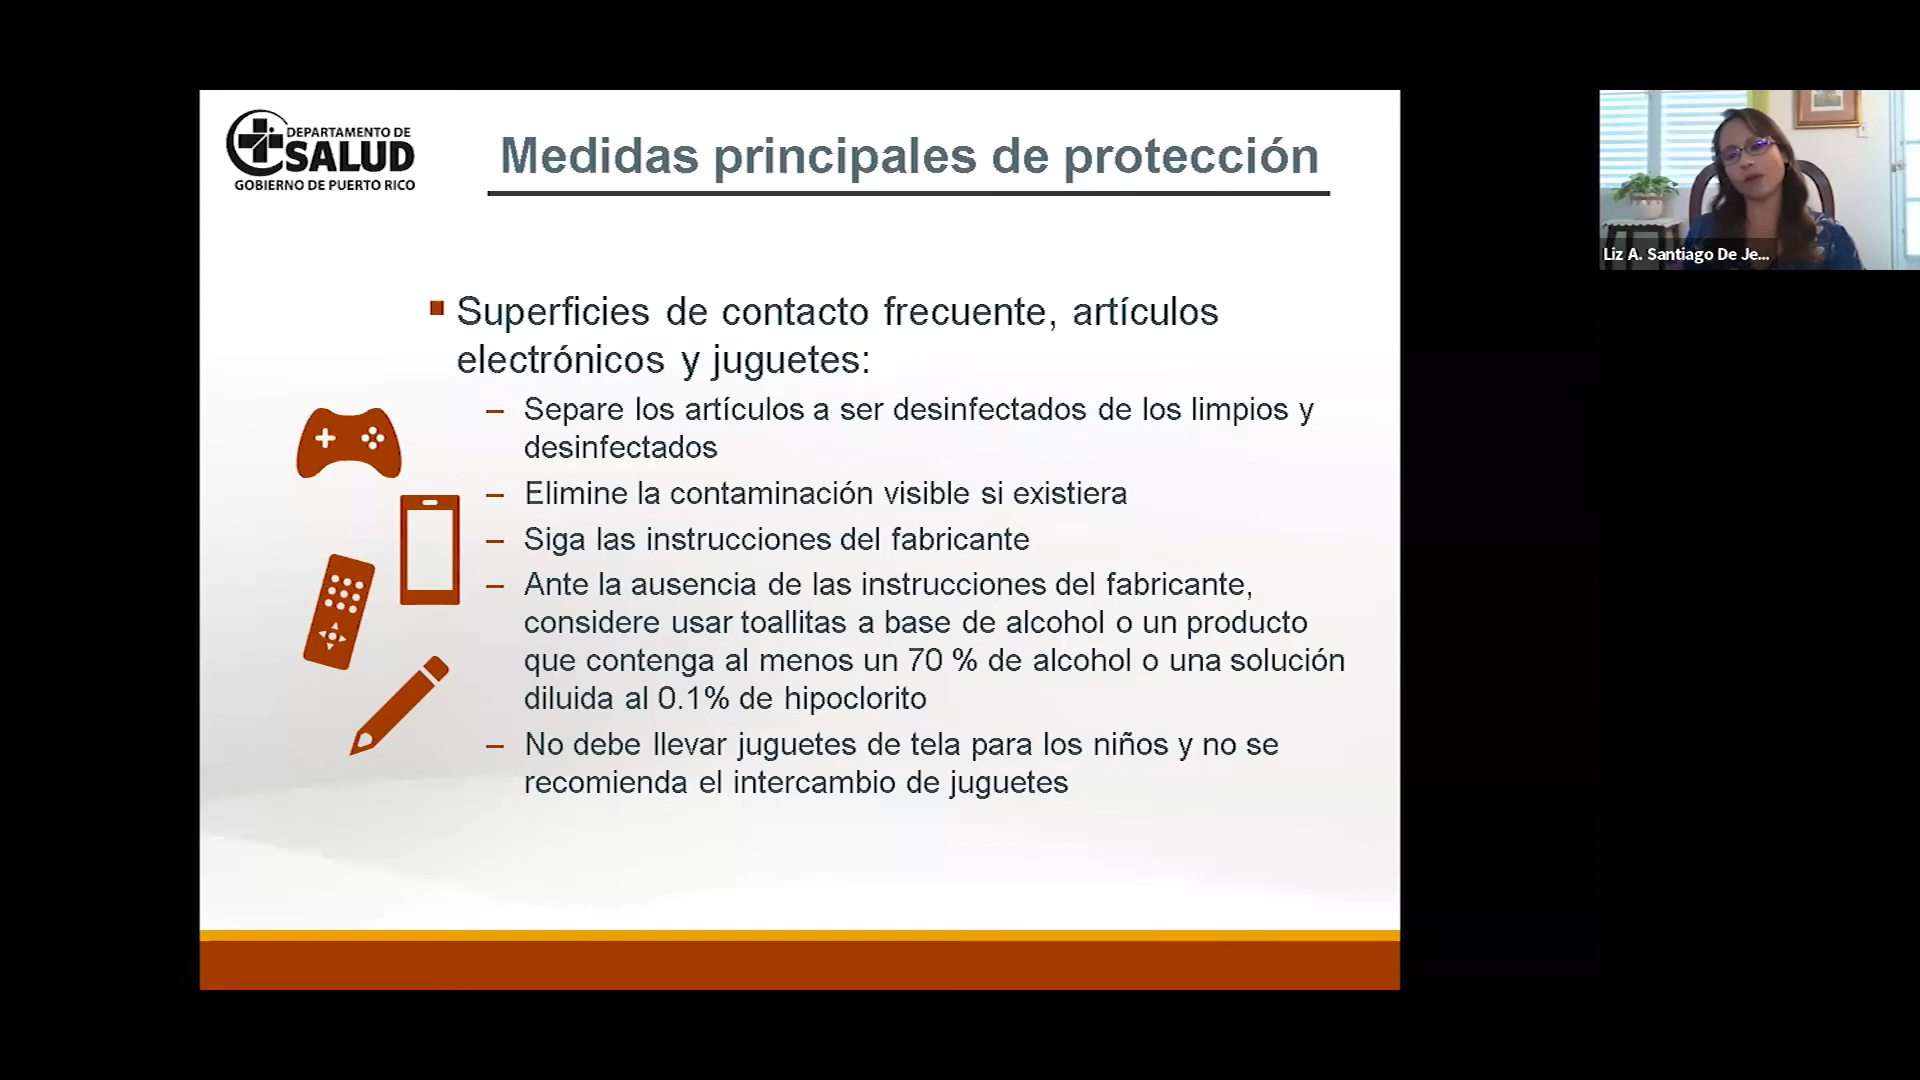 DEPARTAMENTO DE
SALUD
GOBIERNO DE PUERTO RICO
Medidas principales de protección
Superficies de contacto frecuente, artículos
electrónicos y juguetes:
– Separe los artículos a ser desinfectados de los limpios y
desinfectados
– Elimine la contaminación visible si existiera
– Siga las instrucciones del fabricante
– Ante la ausencia de las instrucciones del fabricante,
considere usar toallitas a base de alcohol o un producto
que contenga al menos un 70 % de alcohol o una solución
diluida al 0.1% de hipoclorito
– No debe llevar juguetes de tela para los niños y no se
recomienda el intercambio de juguetes
Liz A. Santiago De Je...